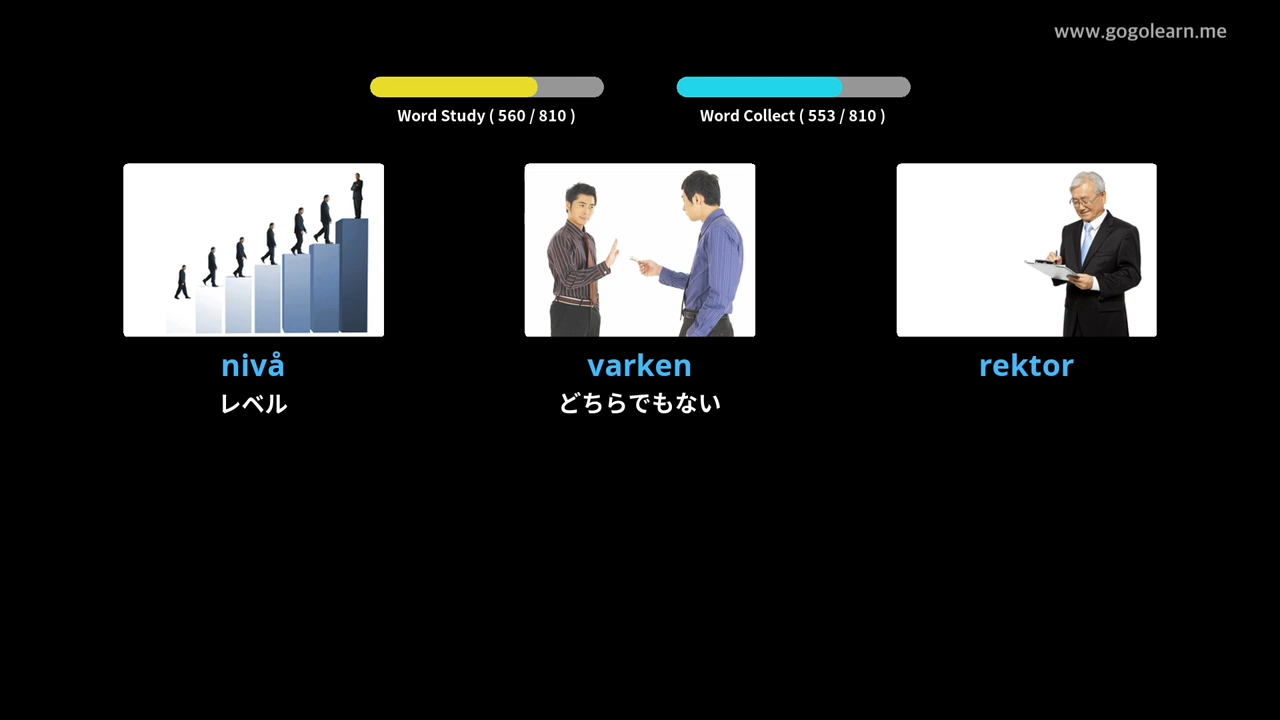 www.gogolearn.me
Word Study ( 560 / 810 )
Word Collect ( 553 / 810 )
nivå
レベル
varken
どちらでもない
rektor